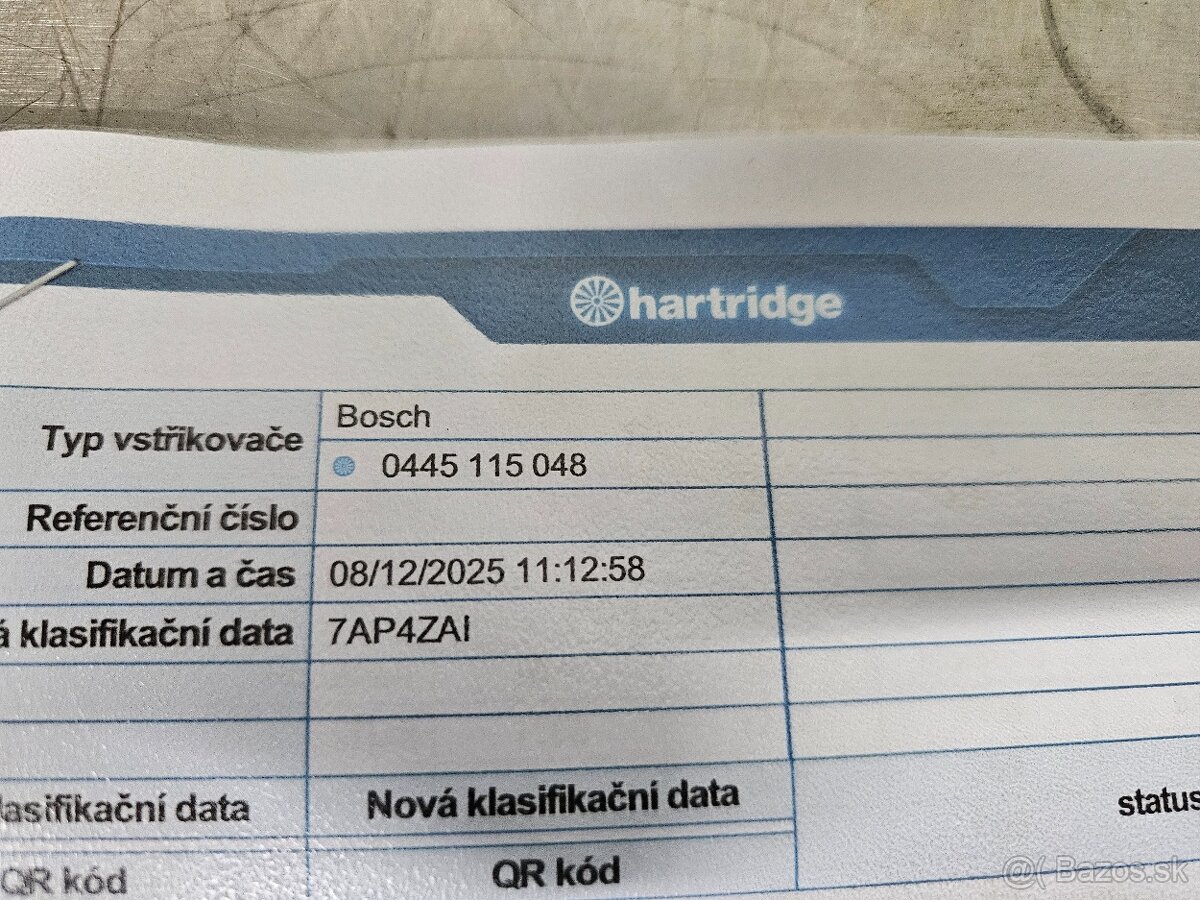 hartridge
Typ vstřikovače
Bosch
0445 115 048
Referenční číslo
Datum a čas 08/12/2025 11:12:58
á klasifikační data 7AP4ZAI
lasifikační data Nová klasifikační data status
QR kód QR kód
@( Bazos.sk